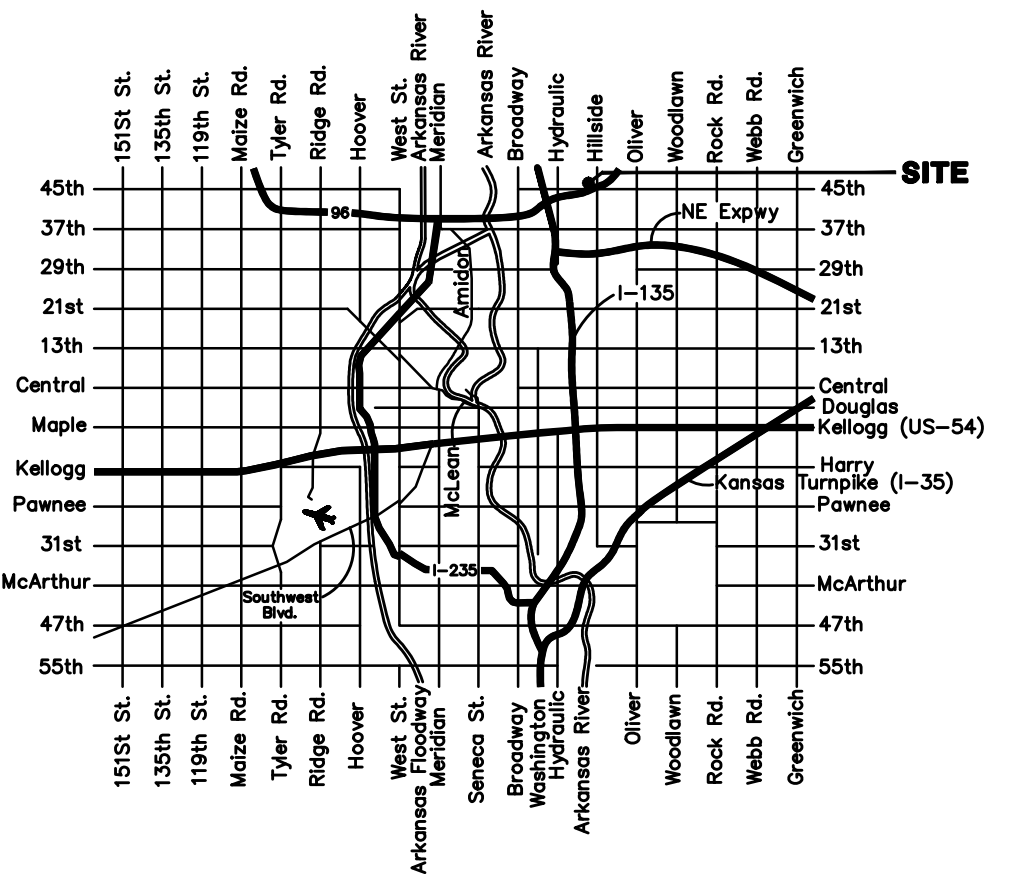 151St St.
135th St.
119th St.
Maize Rd.
Tyler Rd.
Ridge Rd.
Hoover
West St.
Arkansas River
Meridian
Arkansas River
Broadway
Hydraulic
Hillside
Oliver
Woodlawn
Rock Rd.
Webb Rd.
Greenwich
SITE
45th
45th
96
NE Expwy
37th
37th
29th
29th
Amidon
I-135
21st
21st
13th
13th
Central
Central
Douglas
Maple
Kellogg (US-54)
Kellogg
Harry
McLean
Kansas Turnpike (I-35)
Pawnee
Pawnee
31st
31st
I-235
McArthur
McArthur
Southwest
Blvd.
47th
47th
55th
55th
151St St.
135th St.
119th St.
Maize Rd.
Tyler Rd.
Ridge Rd.
Hoover
West St.
Arkansas Floodway
Meridian
Seneca St.
Broadway
Washington
Hydraulic
Arkansas River
Oliver
Woodlawn
Rock Rd.
Webb Rd.
Greenwich